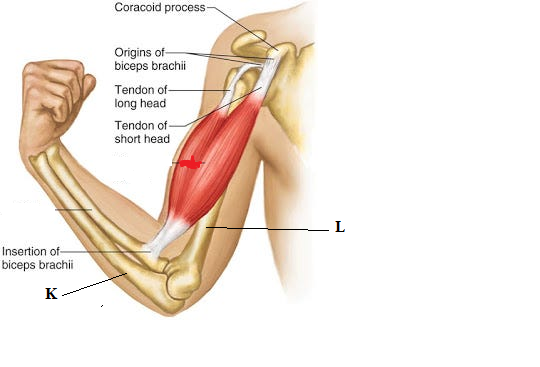 Coracoid process
Origins of
biceps brachii
Tendon of
long head
Tendon of
short head
L
Insertion of
biceps brachii
K